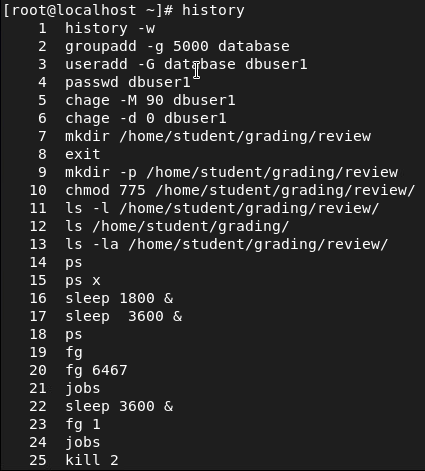 [root@localhost ~]# history
1 history -w
2 groupadd -g 5000 database
3 useradd -G database dbuser1
4 passwd dbuser1
5 chage -M 90 dbuser1
6 chage -d 0 dbuser1
7 mkdir /home/student/grading/review
8 exit
9 mkdir -p /home/student/grading/review
10 chmod 775 /home/student/grading/review/
11 ls -l /home/student/grading/review/
12 ls /home/student/grading/
13 ls -la /home/student/grading/review/
14 ps
15 ps x
16 sleep 1800 &
17 sleep  3600 &
18 ps
19 fg
20 fg 6467
21 jobs
22 sleep 3600 &
23 fg 1
24 jobs
25 kill 2